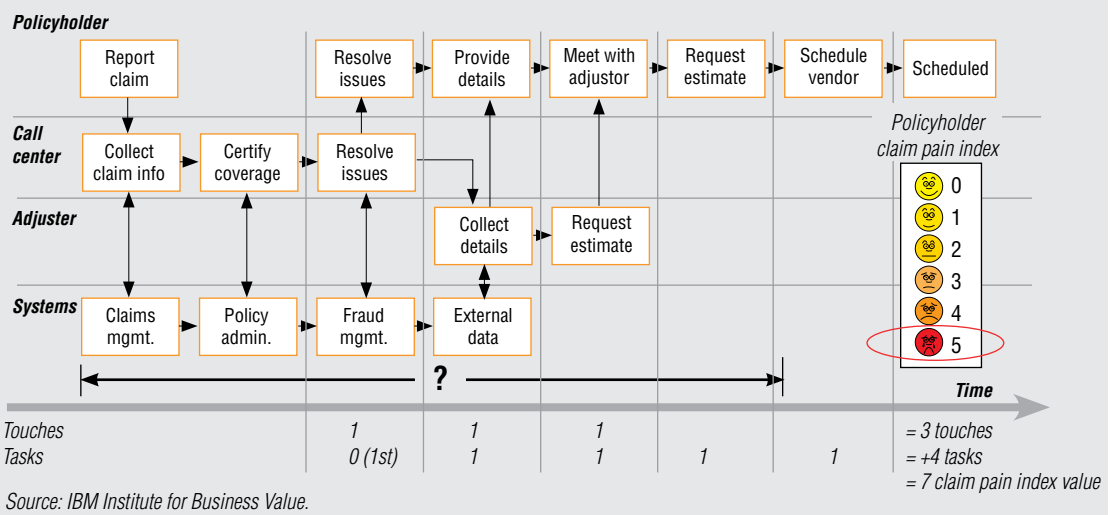 Policyholder
Report
claim
Resolve
issues
Provide
details
Meet with
adjustor
Request
estimate
Schedule
vendor
Scheduled
Call
center
Collect
claim info
Certify
coverage
Resolve
issues
Policyholder
claim pain index
0
1
2
3
4
5
Adjuster
Collect
details
Request
estimate
Systems
Claims
mgmt.
Policy
admin.
Fraud
mgmt.
External
data
?
Time
Touches 1 1 1 = 3 touches
Tasks 0 (1st) 1 1 1 1 = +4 tasks
= 7 claim pain index value
Source: IBM Institute for Business Value.